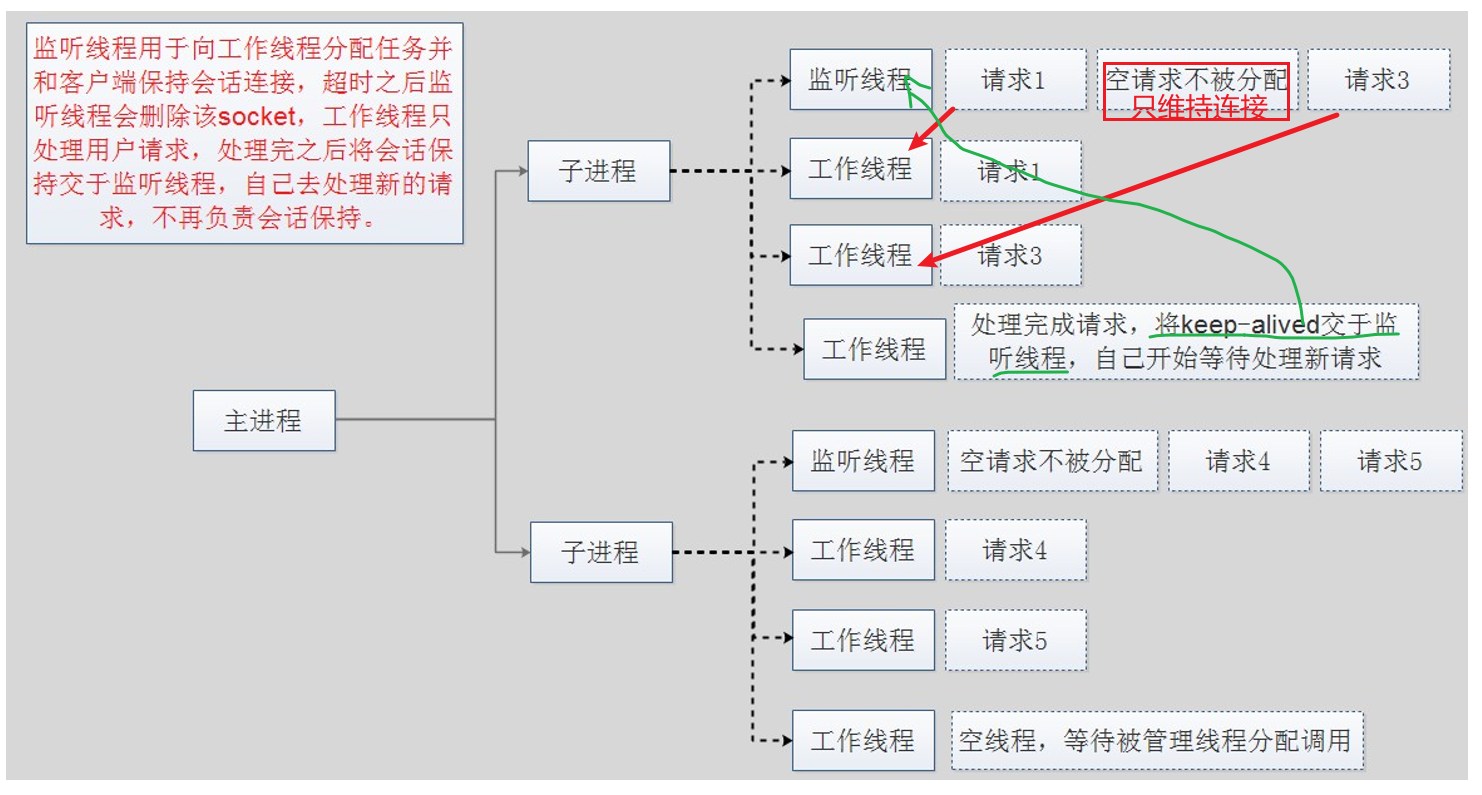 监听线程用于向工作线程分配任务并
和客户端保持会话连接，超时之后监
听线程会删除该socket，工作线程只
处理用户请求，处理完之后将会话保
持交于监听线程，自己去处理新的请
求，不再负责会话保持。
主进程
子进程
监听线程
请求1
空请求不被分配
只维持连接
请求3
工作线程
请求1
工作线程
请求3
工作线程
处理完成请求，将keep-alived交于监
听线程，自己开始等待处理新请求
子进程
监听线程
空请求不被分配
请求4
请求5
工作线程
请求4
工作线程
请求5
工作线程
空线程，等待被管理线程分配调用